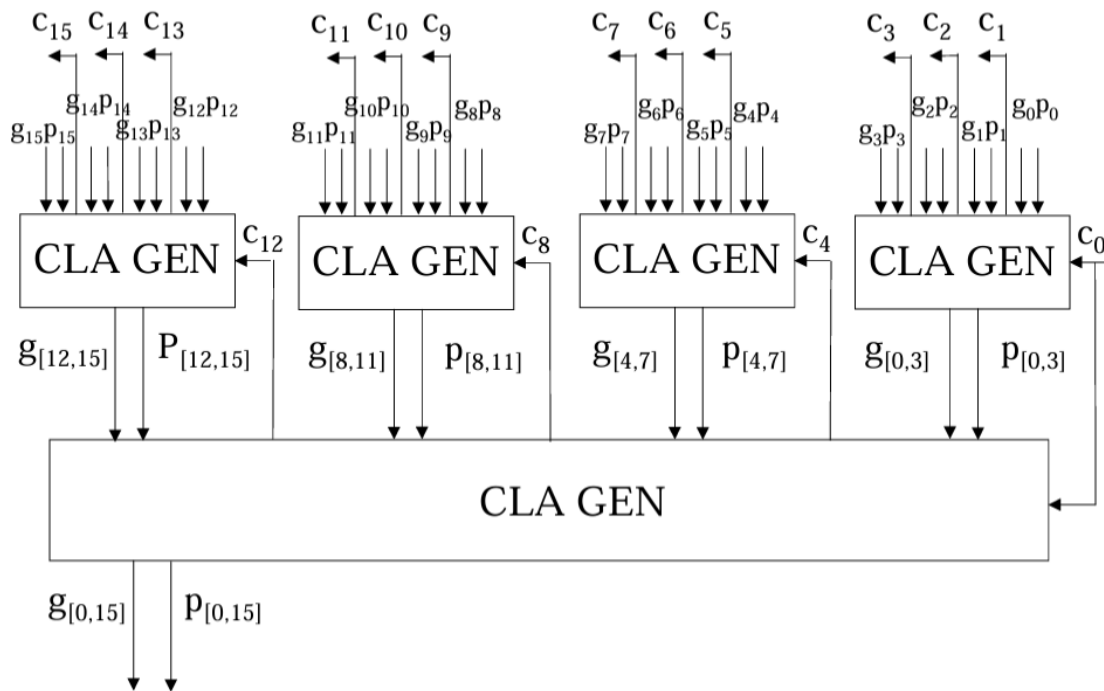 c₁₅ c₁₄ c₁₃ c₁₁ c₁₀ c₉ c₇ c₆ c₅ c₃ c₂ c₁
g₁₅p₁₅ g₁₄p₁₄ g₁₃p₁₃ g₁₂p₁₂ g₁₁p₁₁ g₁₀p₁₀ g₉p₉ g₈p₈ g₇p₇ g₆p₆ g₅p₅ g₄p₄ g₃p₃ g₂p₂ g₁p₁ g₀p₀
CLA GEN c₁₂ CLA GEN c₈ CLA GEN c₄ CLA GEN c₀
g[12,15] P[12,15] g[8,11] p[8,11] g[4,7] p[4,7] g[0,3] p[0,3]
CLA GEN
g[0,15] p[0,15]